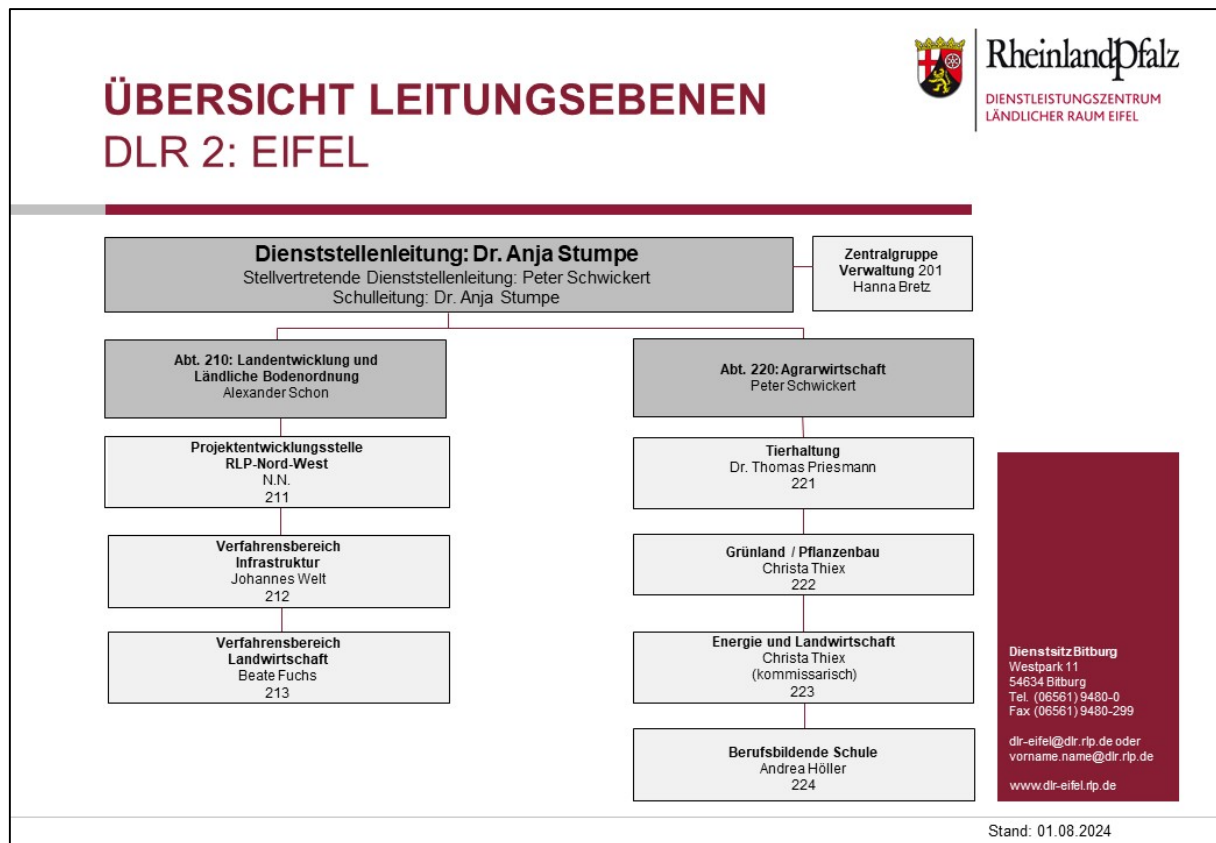 ÜBERSICHT LEITUNGSEBENEN
DLR 2: EIFEL
RheinlandPfalz
DIENSTLEISTUNGSZENTRUM
LÄNDLICHER RAUM EIFEL
Dienststellenleitung: Dr. Anja Stumpe
Stellvertretende Dienststellenleitung: Peter Schwickert
Schulleitung: Dr. Anja Stumpe
Zentralgruppe
Verwaltung 201
Hanna Bretz
Abt. 210: Landentwicklung und
Ländliche Bodenordnung
Alexander Schon
Projektentwicklungsstelle
RLP-Nord-West
N.N.
211
Verfahrensbereich
Infrastruktur
Johannes Welt
212
Verfahrensbereich
Landwirtschaft
Beate Fuchs
213
Abt. 220: Agrarwirtschaft
Peter Schwickert
Tierhaltung
Dr. Thomas Priesmann
221
Grünland / Pflanzenbau
Christa Thiex
222
Energie und Landwirtschaft
Christa Thiex
(kommissarisch)
223
Berufsbildende Schule
Andrea Höller
224
Dienstsitz Bitburg
Westpark 11
54634 Bitburg
Tel. (06561) 9480-0
Fax (06561) 9480-299
dlr-eifel@dlr.rlp.de oder
vorname.name@dlr.rlp.de
www.dlr-eifel.rlp.de
Stand: 01.08.2024